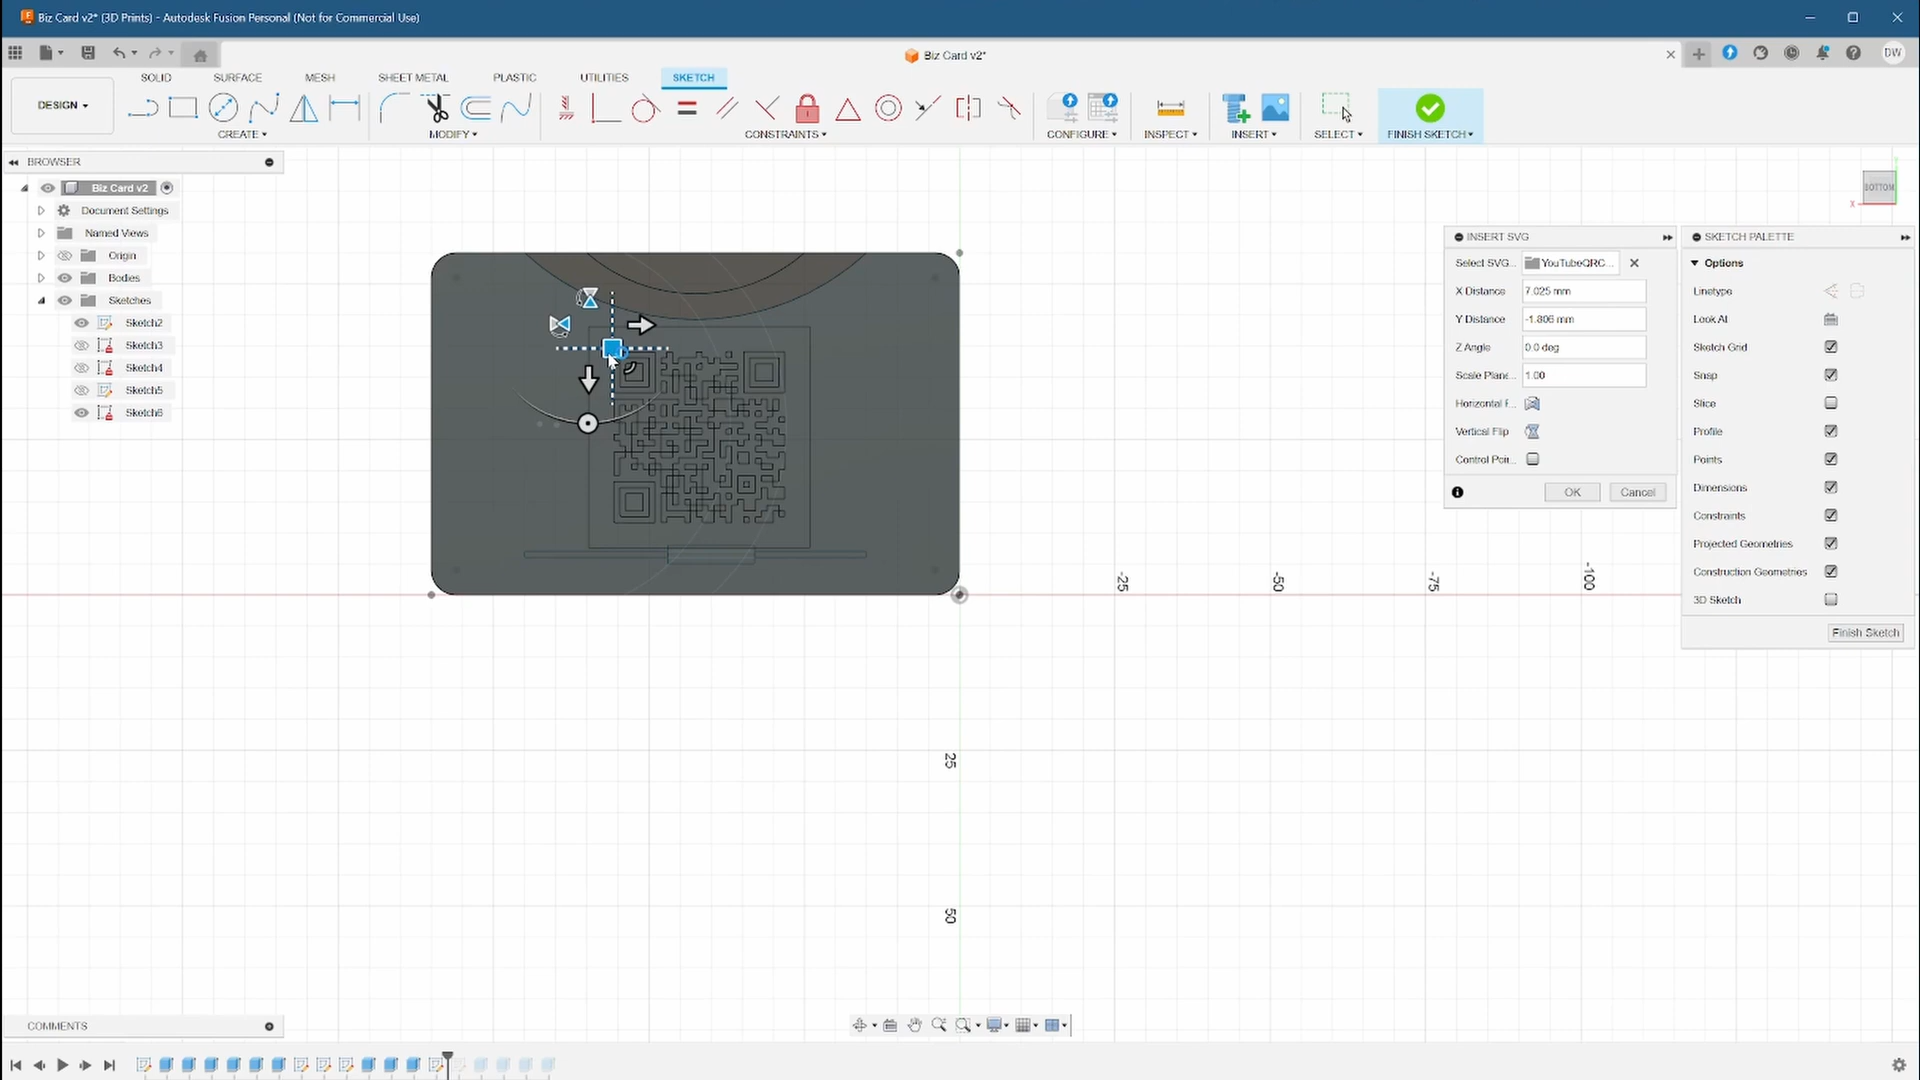 Biz Card v2* (3D Prints) - Autodesk Fusion Personal (Not for Commercial Use)
Biz Card v2*
DW
SOLID SURFACE MESH SHEET METAL PLASTIC UTILITIES SKETCH
DESIGN
CREATE MODIFY CONSTRAINTS CONFIGURE INSPECT INSERT SELECT FINISH SKETCH
BROWSER
Biz Card v2
Document Settings
Named Views
Origin
Bodies
Sketches
Sketch2
Sketch3
Sketch4
Sketch5
Sketch6
BOTTOM
X
INSERT SVG
Select SVG... YouTubeQRC...
X Distance 7.025 mm
Y Distance -1.806 mm
Z Angle 0.0 deg
Scale Plane... 1.00
Horizontal F...
Vertical Flip
Control Poin...
OK Cancel
SKETCH PALETTE
Options
Linetype
Look At
Sketch Grid
Snap
Slice
Profile
Points
Dimensions
Constraints
Projected Geometries
Construction Geometries
3D Sketch
Finish Sketch
-25 -50 -75 -100
25
50
COMMENTS